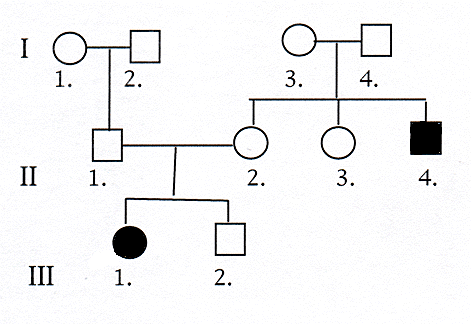 I
1. 2. 3. 4.
II
1. 2. 3. 4.
III
1. 2.